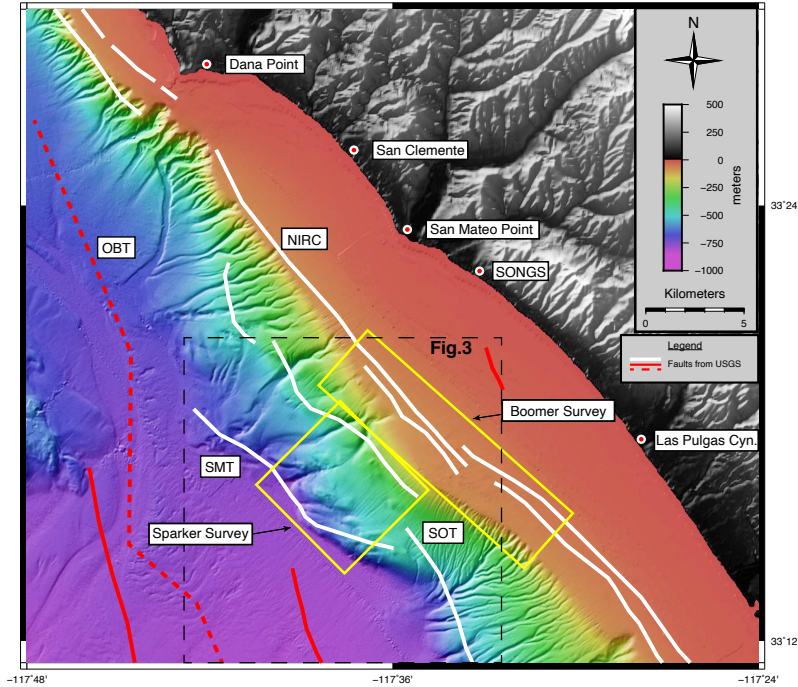 N
Dana Point
500
250
0
−250
−500
−750
−1000
meters
San Clemente
33˚24
San Mateo Point
NIRC
OBT
SONGS
Kilometers
0
5
Legend
Faults from USGS
Fig.3
Boomer Survey
Las Pulgas Cyn.
SMT
Sparker Survey
SOT
33˚12
−117˚48'
−117˚36'
−117˚24'